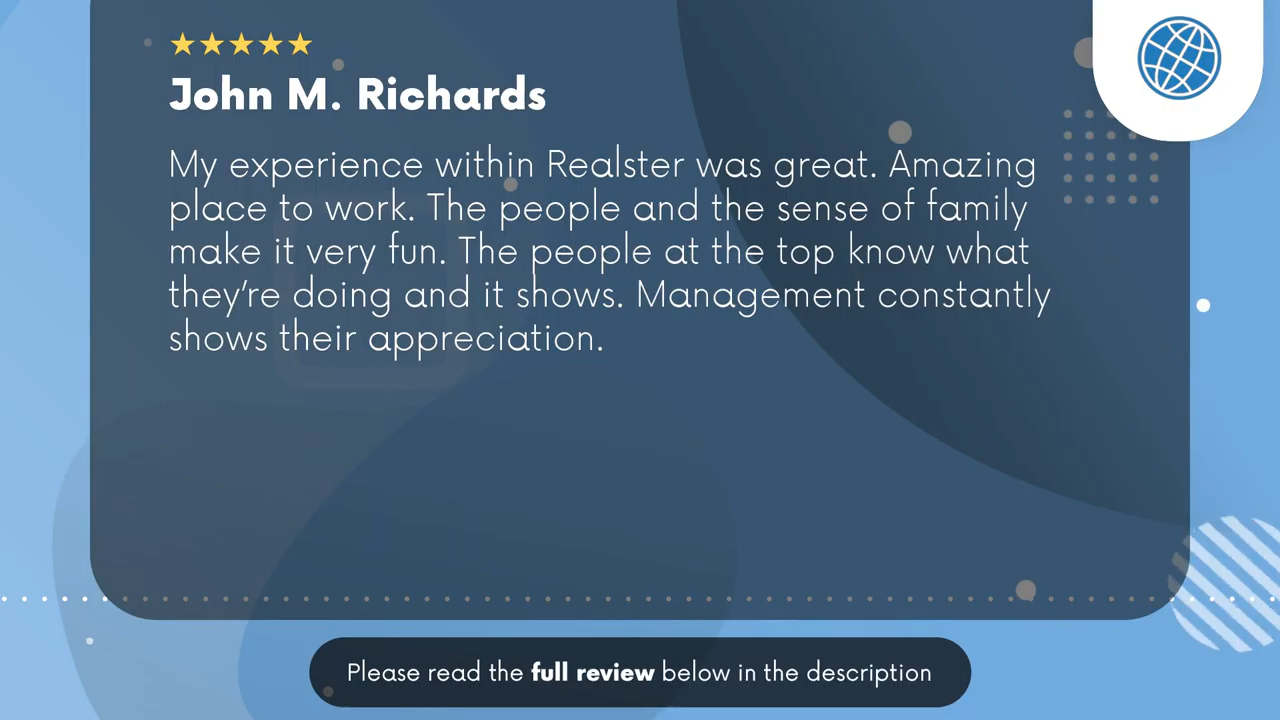 ★★★★★
John M. Richards
My experience within Realster was great. Amazing
place to work. The people and the sense of family
make it very fun. The people at the top know what
they're doing and it shows. Management constantly
shows their appreciation.
Please read the full review below in the description